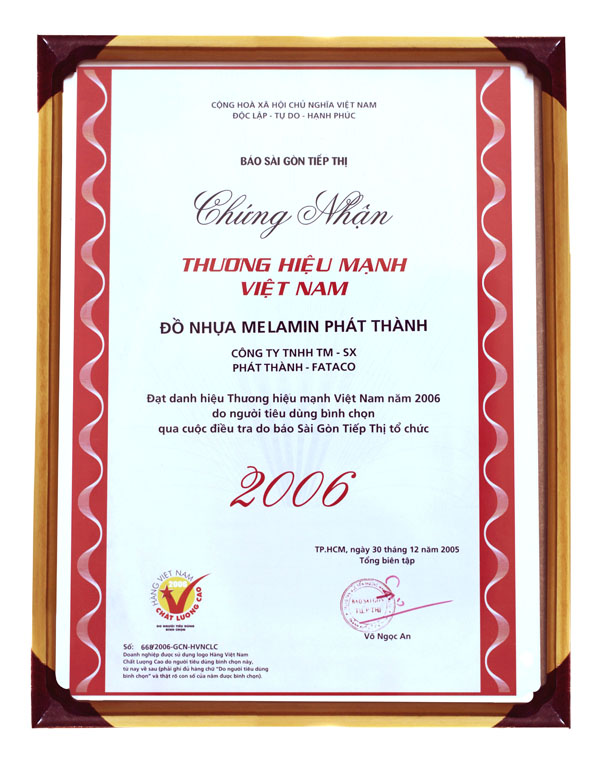 CỘNG HOÀ XÃ HỘI CHỦ NGHĨA VIỆT NAM
ĐỘC LẬP - TỰ DO - HẠNH PHÚC
BÁO SÀI GÒN TIẾP THỊ
Chứng Nhận
THƯƠNG HIỆU MẠNH
VIỆT NAM
ĐỒ NHỰA MELAMIN PHÁT THÀNH
CÔNG TY TNHH TM - SX
PHÁT THÀNH - FATACO
Đạt danh hiệu Thương hiệu mạnh Việt Nam năm 2006
do người tiêu dùng bình chọn
qua cuộc điều tra do báo Sài Gòn Tiếp Thị tổ chức
2006
TP.HCM, ngày 30 tháng 12 năm 2005
Tổng biên tập
BÁO SÀI GÒN
TIẾP THỊ
Võ Ngọc An
HÀNG VIỆT NAM
2006
CHẤT LƯỢNG CAO
DO NGƯỜI TIÊU DÙNG
BÌNH CHỌN
Số: 668/2006-GCN-HVNCLC
Doanh nghiệp được sử dụng logo Hàng Việt Nam
Chất Lượng Cao do người tiêu dùng bình chọn này,
từ nay về sau (phải ghi đủ hàng chữ "Do người tiêu dùng
bình chọn" và thật rõ con số của năm được bình chọn).